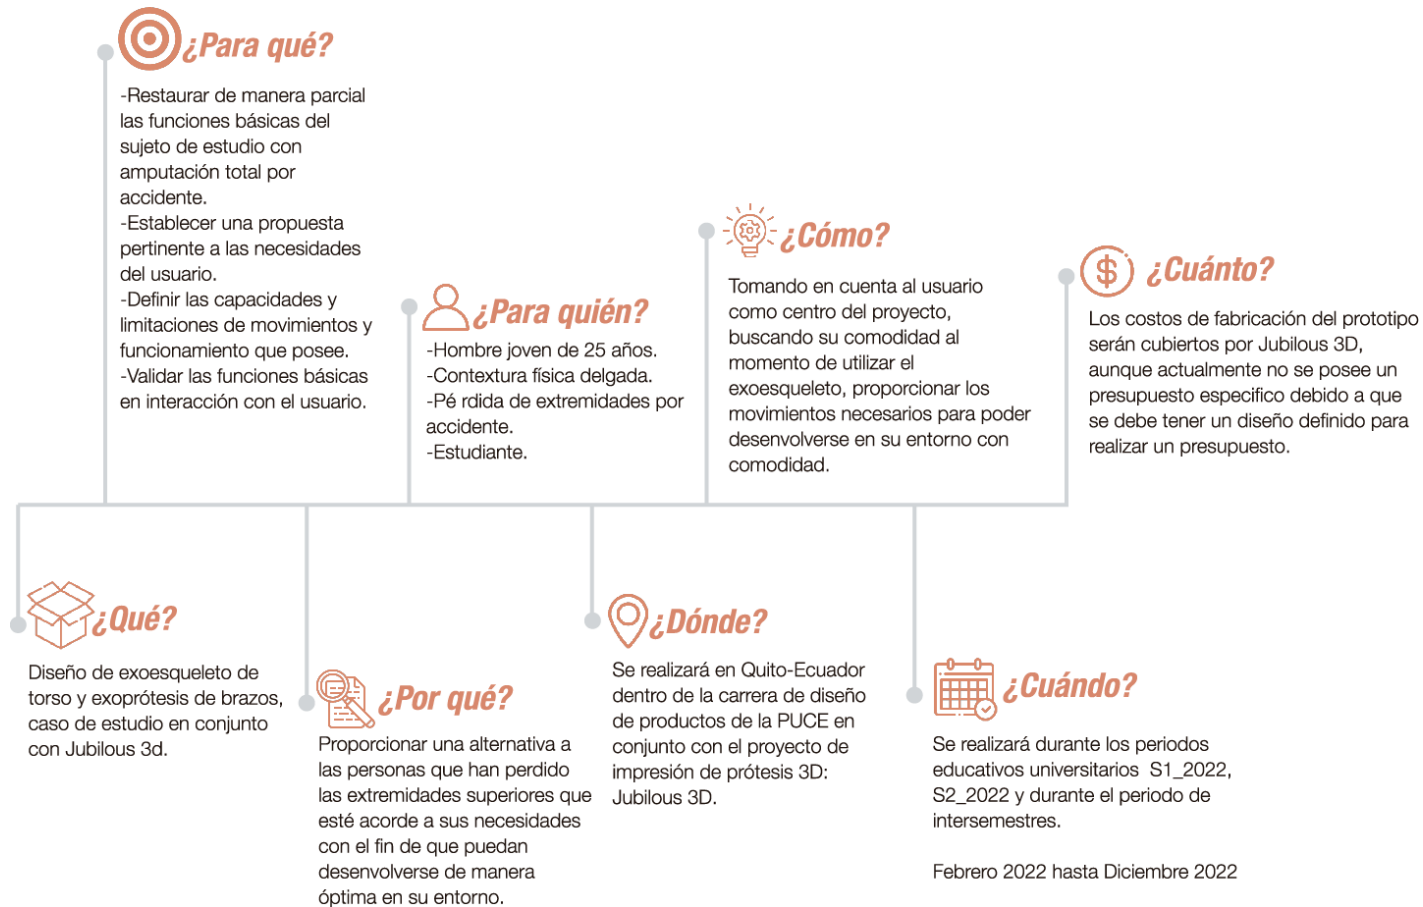 ¿Para qué?
-Restaurar de manera parcial
las funciones básicas del
sujeto de estudio con
amputación total por
accidente.
-Establecer una propuesta
pertinente a las necesidades
del usuario.
-Definir las capacidades y
limitaciones de movimientos y
funcionamiento que posee.
-Validar las funciones básicas
en interacción con el usuario.
¿Para quién?
-Hombre joven de 25 años.
-Contextura física delgada.
-Pé rdida de extremidades por
accidente.
-Estudiante.
¿Cómo?
Tomando en cuenta al usuario
como centro del proyecto,
buscando su comodidad al
momento de utilizar el
exoesqueleto, proporcionar los
movimientos necesarios para poder
desenvolverse en su entorno con
comodidad.
$
¿Cuánto?
Los costos de fabricación del prototipo
serán cubiertos por Jubilous 3D,
aunque actualmente no se posee un
presupuesto especifico debido a que
se debe tener un diseño definido para
realizar un presupuesto.
¿Qué?
Diseño de exoesqueleto de
torso y exoprótesis de brazos,
caso de estudio en conjunto
con Jubilous 3d.
¿Por qué?
Proporcionar una alternativa a
las personas que han perdido
las extremidades superiores que
esté acorde a sus necesidades
con el fin de que puedan
desenvolverse de manera
óptima en su entorno.
¿Dónde?
Se realizará en Quito-Ecuador
dentro de la carrera de diseño
de productos de la PUCE en
conjunto con el proyecto de
impresión de prótesis 3D:
Jubilous 3D.
¿Cuándo?
Se realizará durante los periodos
educativos universitarios  S1_2022,
S2_2022 y durante el periodo de
intersemestres.
Febrero 2022 hasta Diciembre 2022